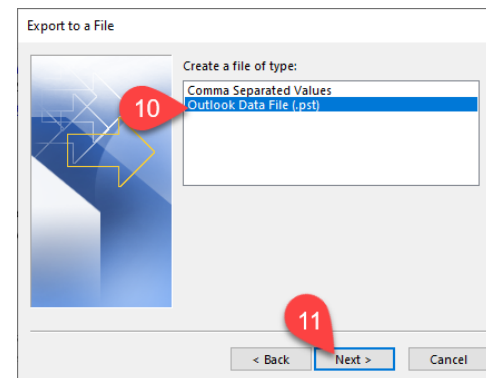 Export to a File
Create a file of type:
Comma Separated Values
Outlook Data File (.pst)
10
11
< Back Next > Cancel